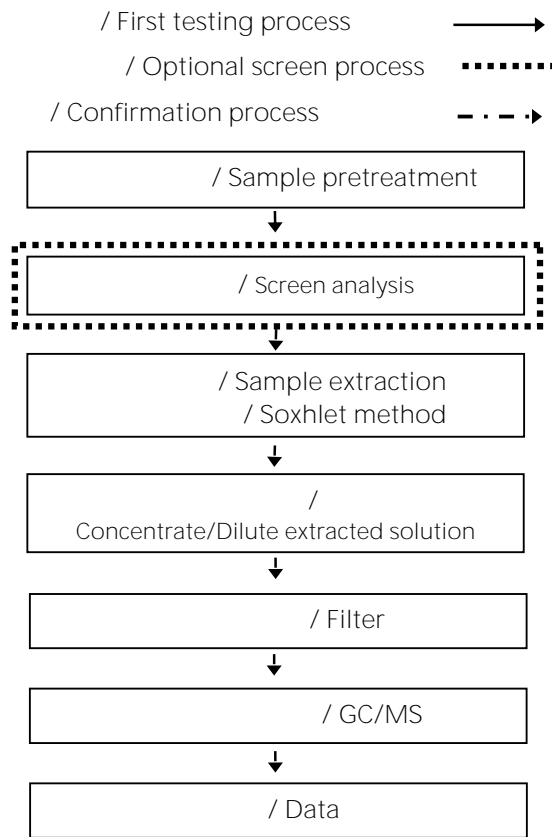 / First testing process
/ Optional screen process
/ Confirmation process
/ Sample pretreatment
/ Screen analysis
/ Sample extraction
/ Soxhlet method
/
Concentrate/Dilute extracted solution
/ Filter
/ GC/MS
/ Data